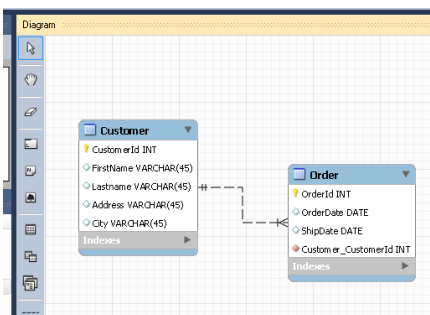 Diagram
Customer
CustomerId INT
FirstName VARCHAR(45)
Lastname VARCHAR(45)
Address VARCHAR(45)
City VARCHAR(45)
Indexes
Order
OrderId INT
OrderDate DATE
ShipDate DATE
Customer_CustomerId INT
Indexes